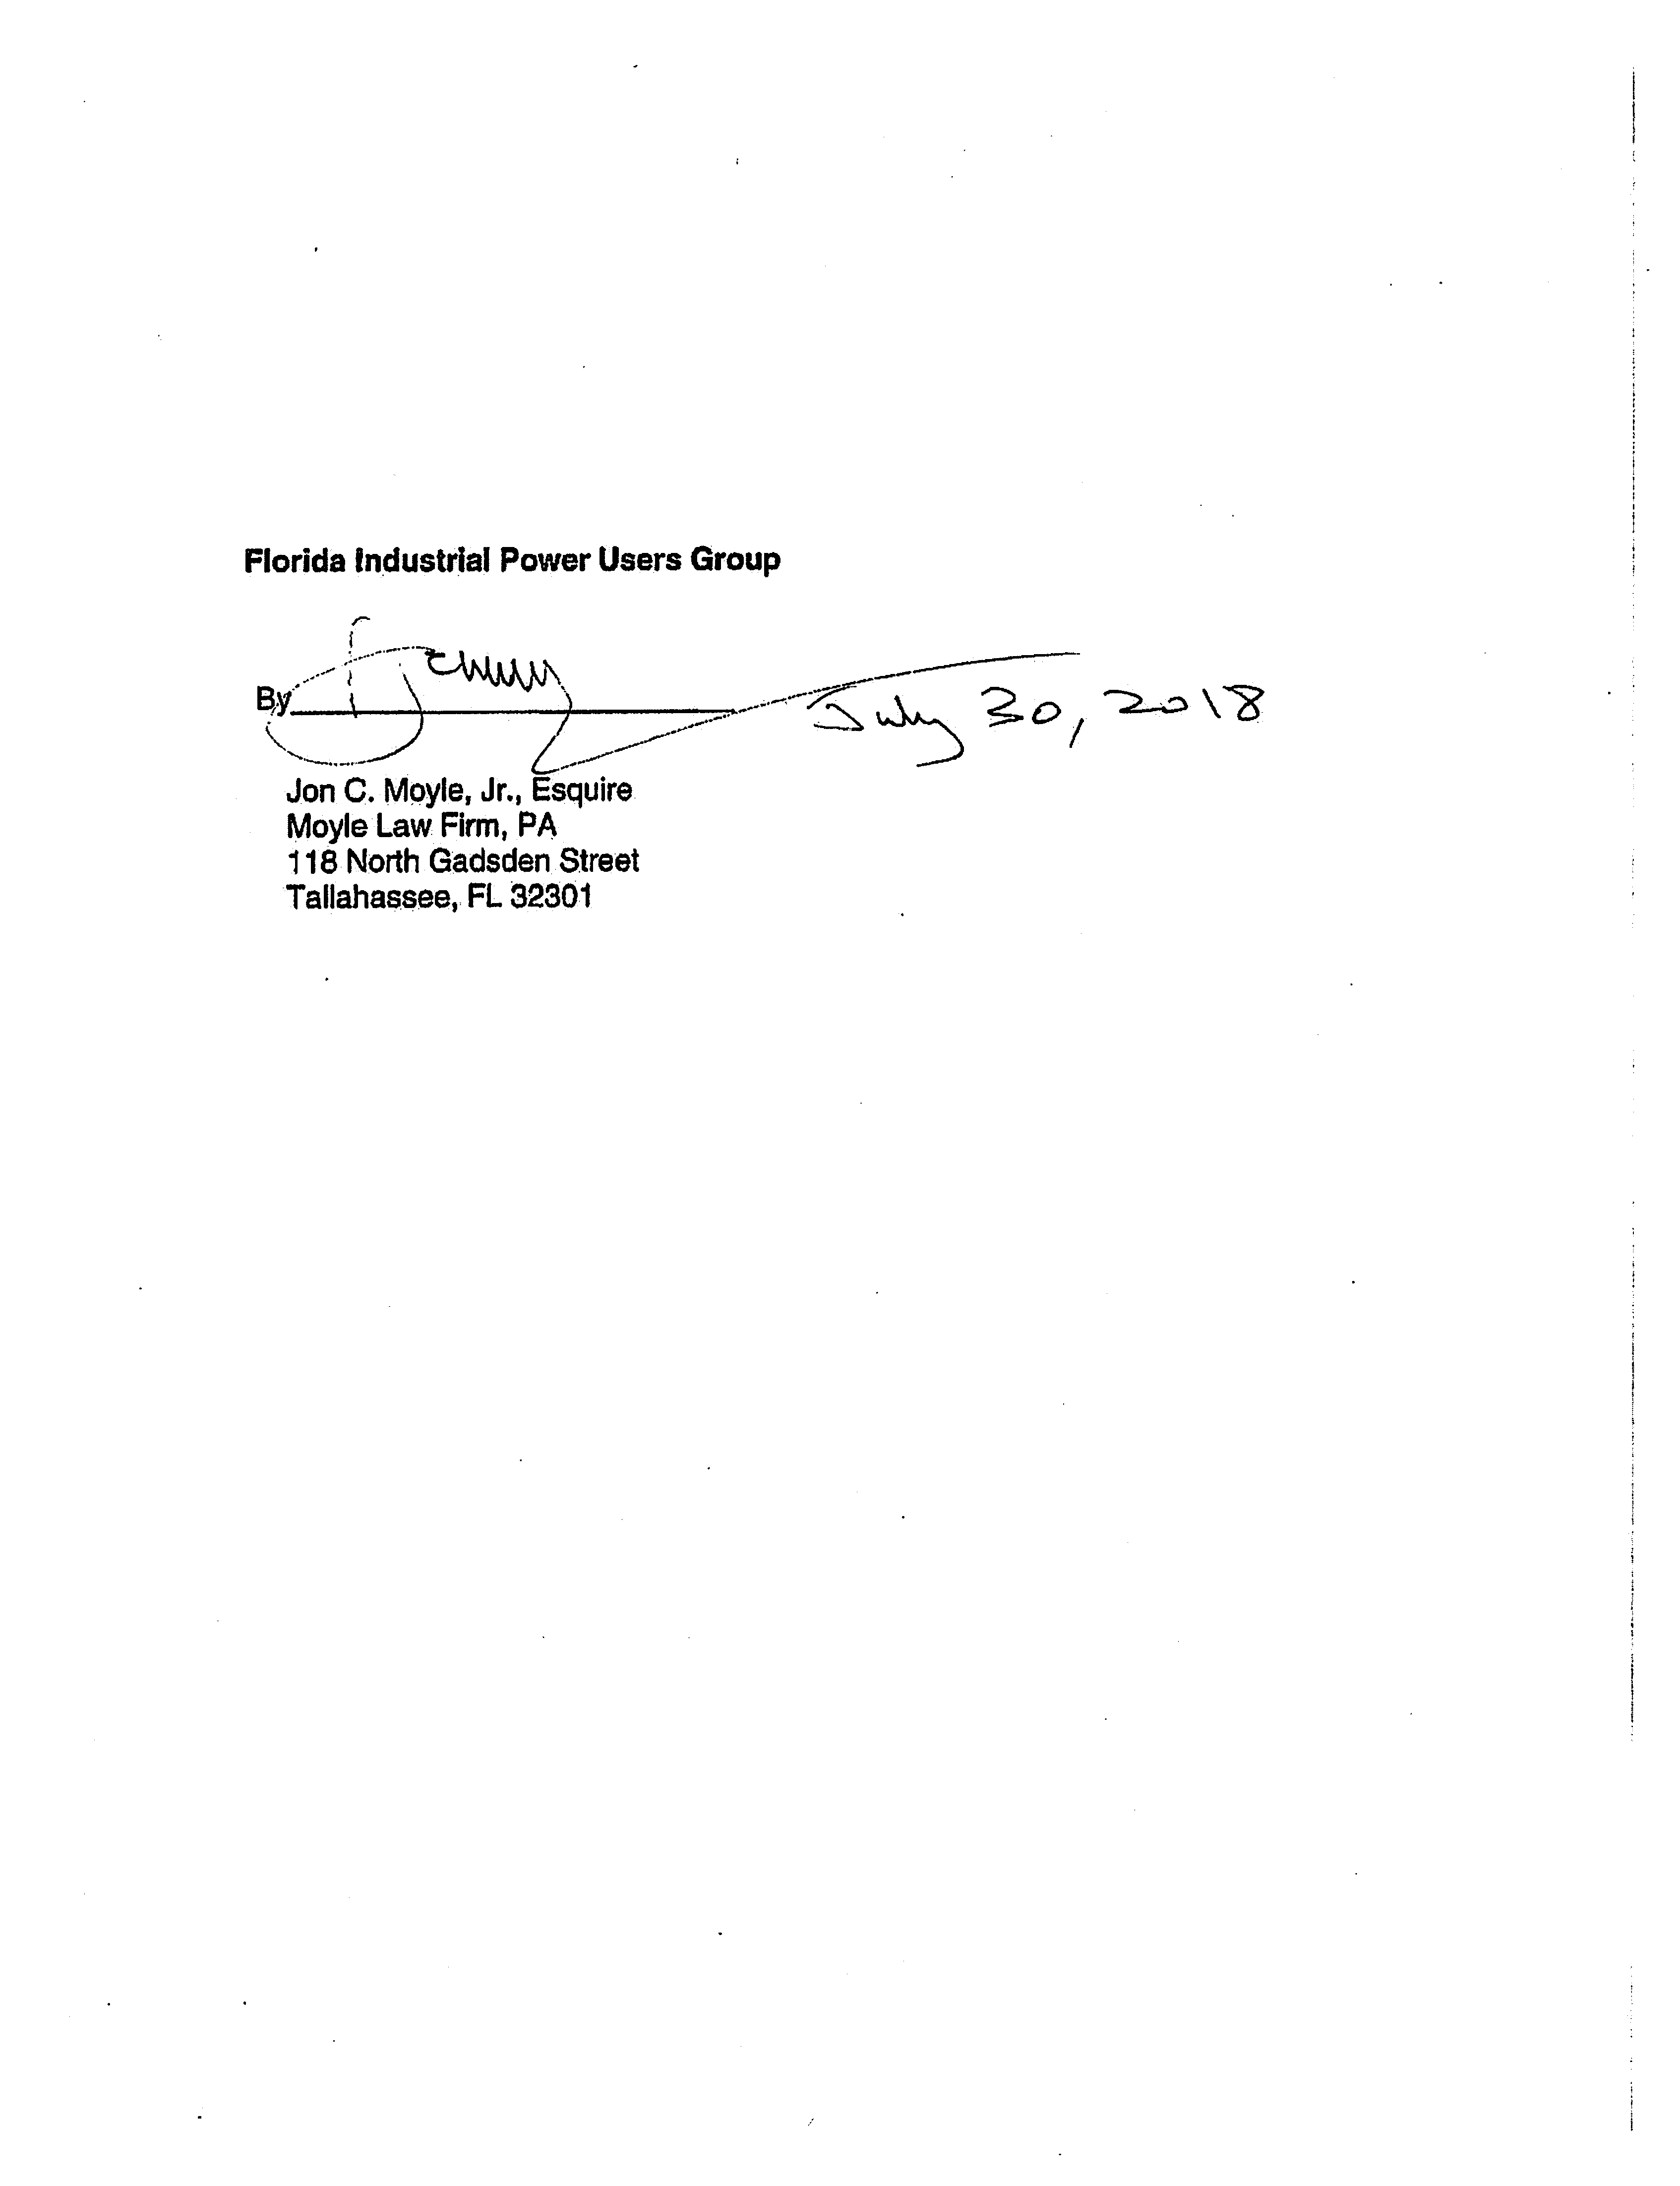 Florida Industrial Power Users Group
By
July 30, 2018
Jon C. Moyle, Jr., Esquire
Moyle Law Firm, PA
118 North Gadsden Street
Tallahassee, FL 32301